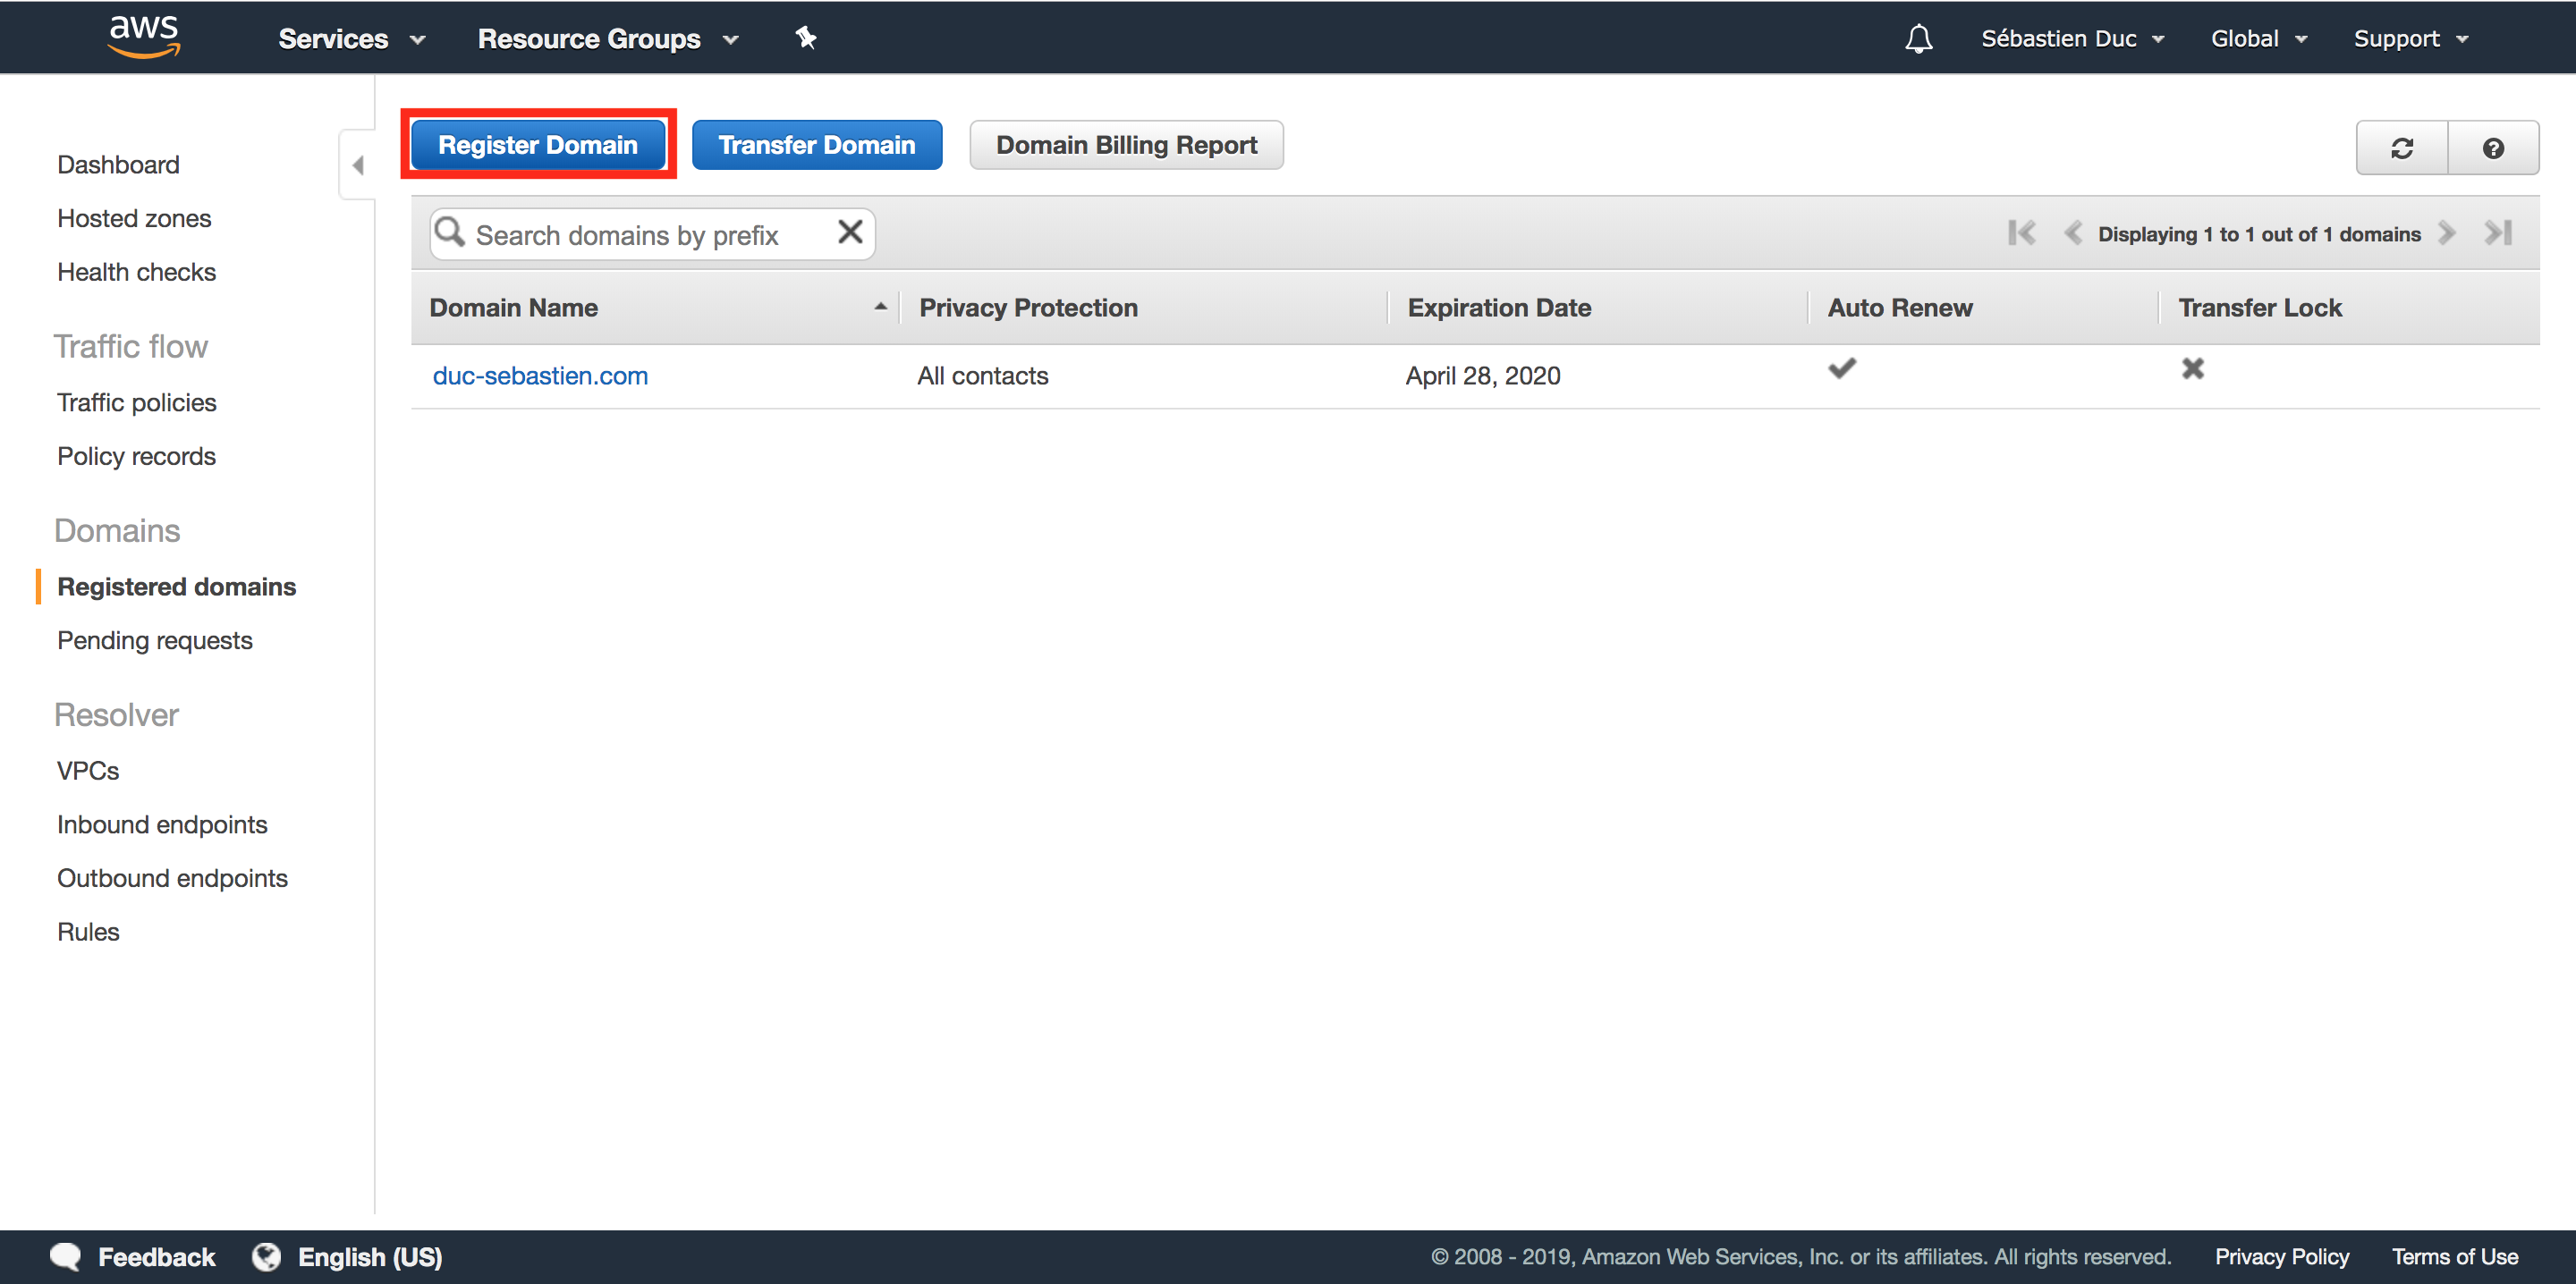 aws Services Resource Groups Sébastien Duc Global Support
Dashboard
Hosted zones
Health checks
Traffic flow
Traffic policies
Policy records
Domains
Registered domains
Pending requests
Resolver
VPCs
Inbound endpoints
Outbound endpoints
Rules
Register Domain Transfer Domain Domain Billing Report
Search domains by prefix Displaying 1 to 1 out of 1 domains
Domain Name Privacy Protection Expiration Date Auto Renew Transfer Lock
duc-sebastien.com All contacts April 28, 2020
Feedback English (US) © 2008 - 2019, Amazon Web Services, Inc. or its affiliates. All rights reserved. Privacy Policy Terms of Use